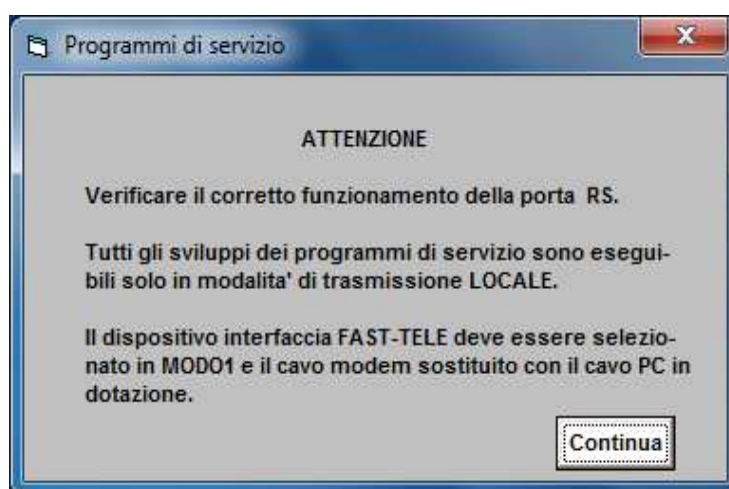 Programmi di servizio
ATTENZIONE
Verificare il corretto funzionamento della porta RS.
Tutti gli sviluppi dei programmi di servizio sono esegui-
bili solo in modalita' di trasmissione LOCALE.
Il dispositivo interfaccia FAST-TELE deve essere selezio-
nato in MODO1 e il cavo modem sostituito con il cavo PC in
dotazione.
Continua